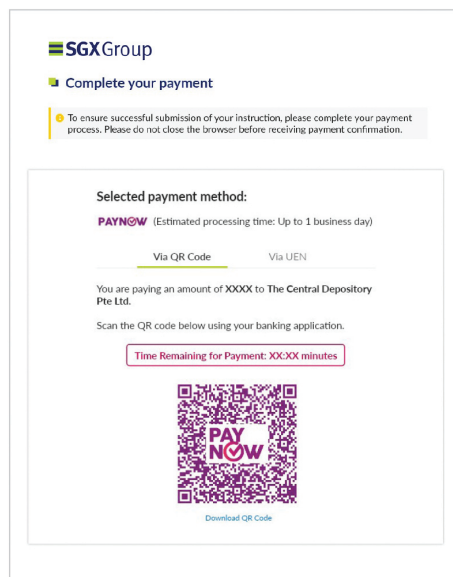 SGXGroup
Complete your payment
To ensure successful submission of your instruction, please complete your payment
process. Please do not close the browser before receiving payment confirmation.
Selected payment method:
PAYNOW (Estimated processing time: Up to 1 business day)
Via QR Code Via UEN
You are paying an amount of XXXX to The Central Depository
Pte Ltd.
Scan the QR code below using your banking application.
Time Remaining for Payment: XX:XX minutes
PAY
NOW
Download QR Code